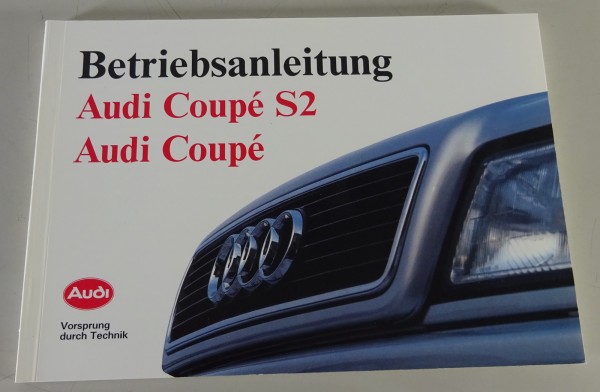 Betriebsanleitung
Audi Coupé S2
Audi Coupé
Audi
Vorsprung
durch Technik